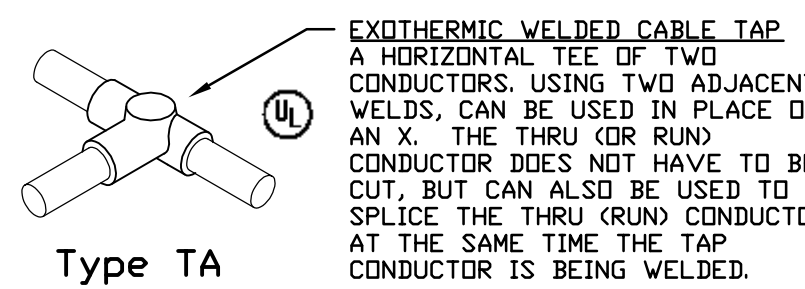 EXOTHERMIC WELDED CABLE TAP
A HORIZONTAL TEE OF TWO
CONDUCTORS. USING TWO ADJACENT
WELDS, CAN BE USED IN PLACE O
AN X. THE THRU (OR RUN)
CONDUCTOR DOES NOT HAVE TO B
CUT, BUT CAN ALSO BE USED TO
SPLICE THE THRU (RUN) CONDUCTO
AT THE SAME TIME THE TAP
CONDUCTOR IS BEING WELDED.
UL
Type TA